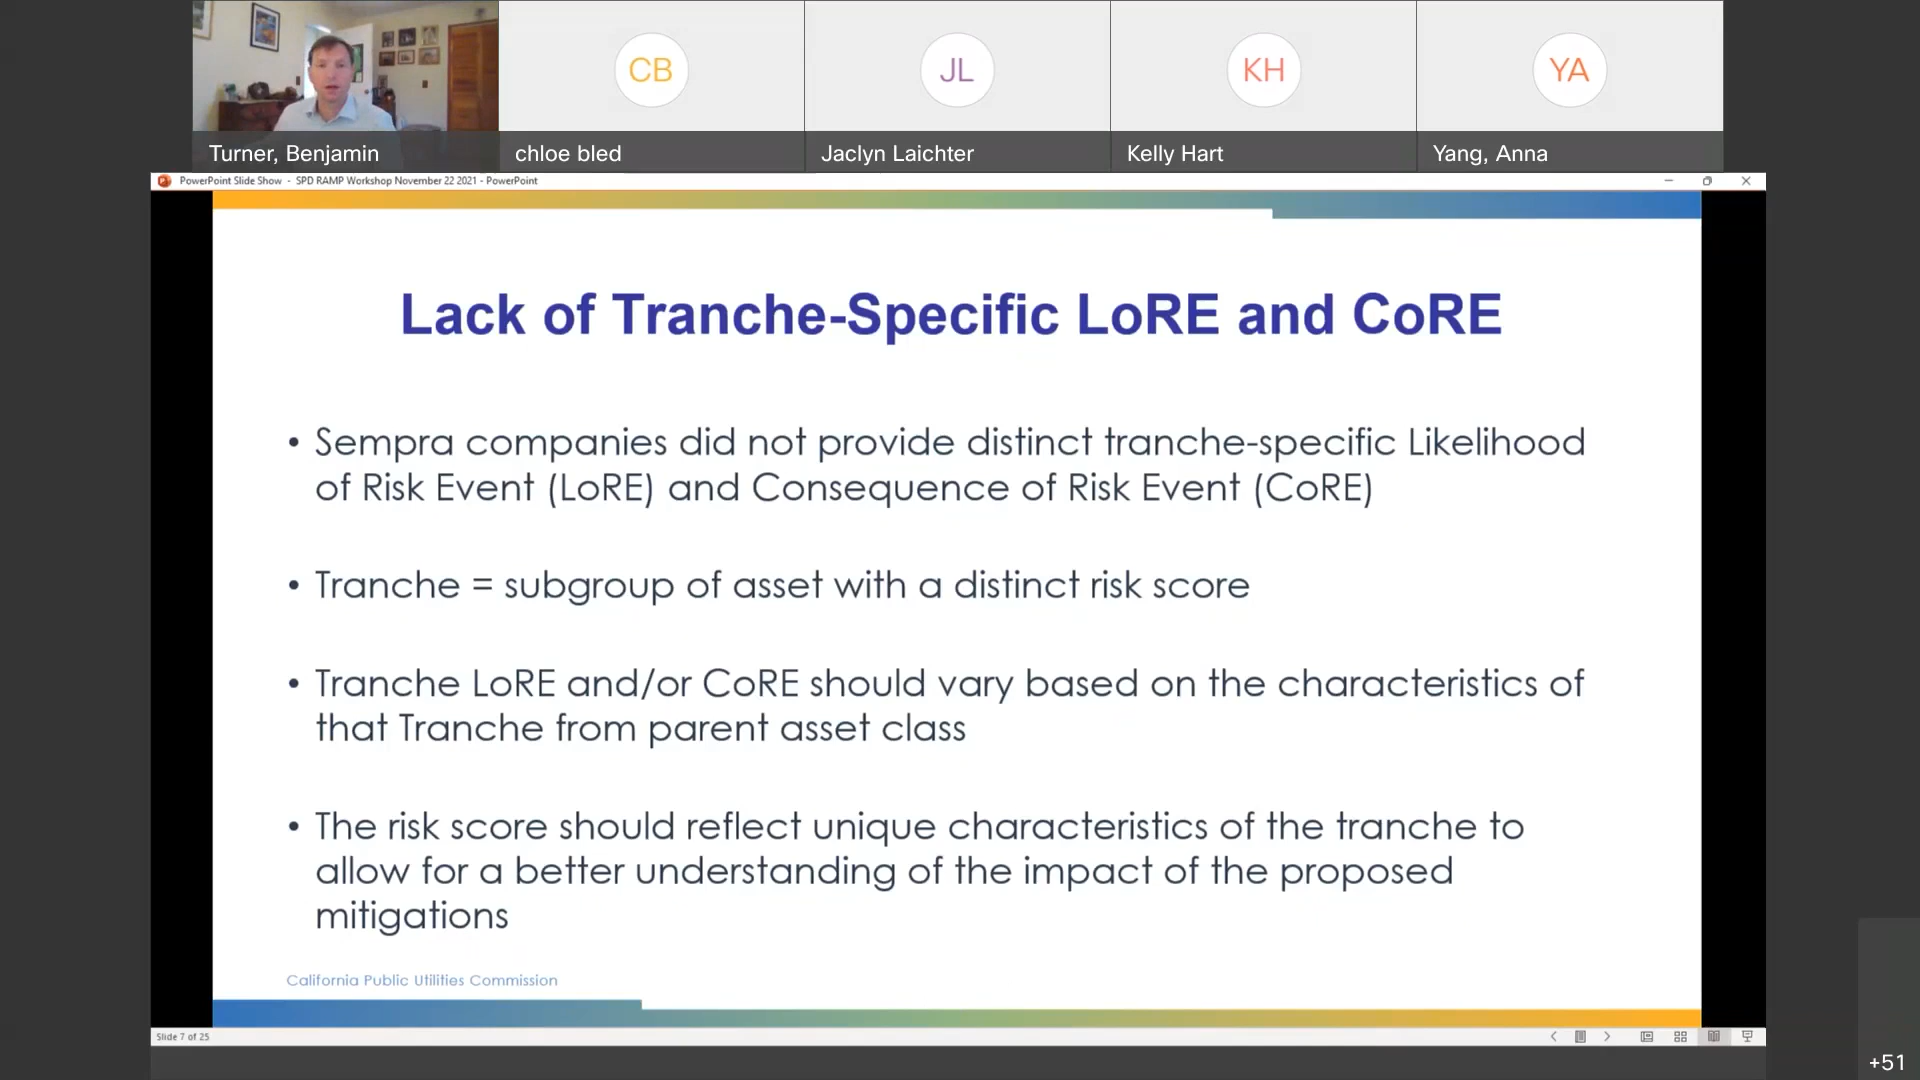 CB
JL
KH
YA
Turner, Benjamin
chloe bled
Jaclyn Laichter
Kelly Hart
Yang, Anna
PowerPoint Slide Show - SPD RAMP Workshop November 22 2021 - PowerPoint
Lack of Tranche-Specific LoRE and CoRE
• Sempra companies did not provide distinct tranche-specific Likelihood
of Risk Event (LoRE) and Consequence of Risk Event (CoRE)
• Tranche = subgroup of asset with a distinct risk score
• Tranche LoRE and/or CoRE should vary based on the characteristics of
that Tranche from parent asset class
• The risk score should reflect unique characteristics of the tranche to
allow for a better understanding of the impact of the proposed
mitigations
California Public Utilities Commission
Slide 7 of 25
+51